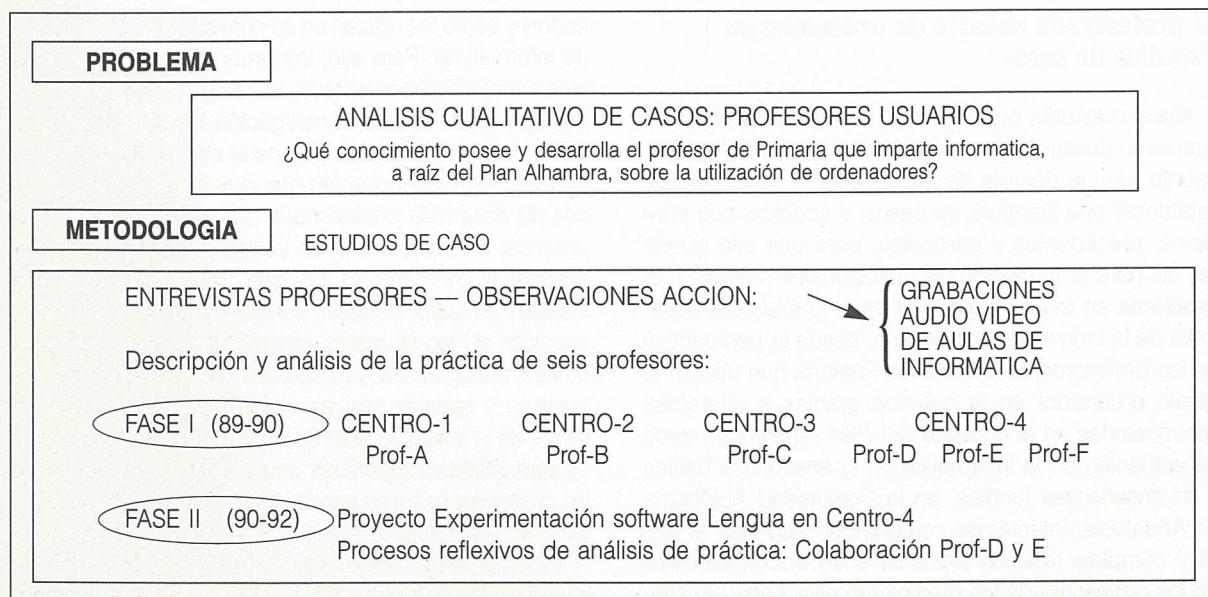 PROBLEMA
ANALISIS CUALITATIVO DE CASOS: PROFESORES USUARIOS
¿Qué conocimiento posee y desarrolla el profesor de Primaria que imparte informatica,
a raíz del Plan Alhambra, sobre la utilización de ordenadores?
METODOLOGIA
ESTUDIOS DE CASO
ENTREVISTAS PROFESORES — OBSERVACIONES ACCION:
GRABACIONES
AUDIO VIDEO
DE AULAS DE
INFORMATICA
Descripción y análisis de la práctica de seis profesores:
FASE I (89-90) CENTRO-1 CENTRO-2 CENTRO-3 CENTRO-4
Prof-A Prof-B Prof-C Prof-D Prof-E Prof-F
FASE II (90-92) Proyecto Experimentación software Lengua en Centro-4
Procesos reflexivos de análisis de práctica: Colaboración Prof-D y E